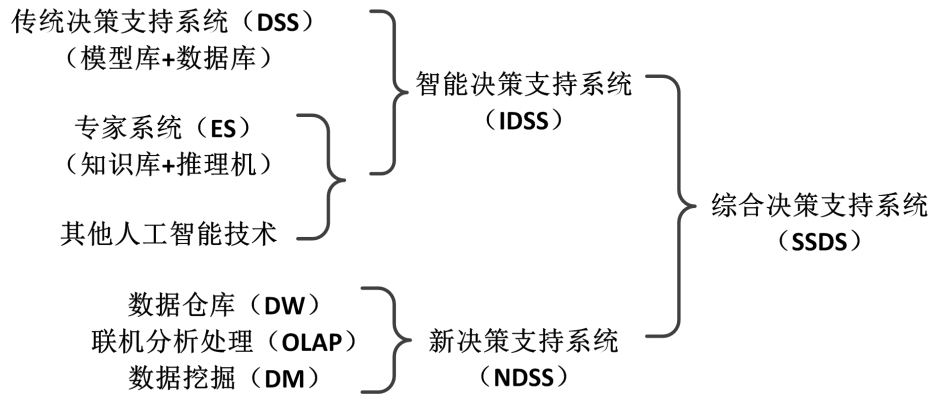 传统决策支持系统（DSS）
（模型库+数据库）
专家系统（ES）
（知识库+推理机）
其他人工智能技术
智能决策支持系统
（IDSS）
数据仓库（DW）
联机分析处理（OLAP）
数据挖掘（DM）
新决策支持系统
（NDSS）
综合决策支持系统
（SSDS）